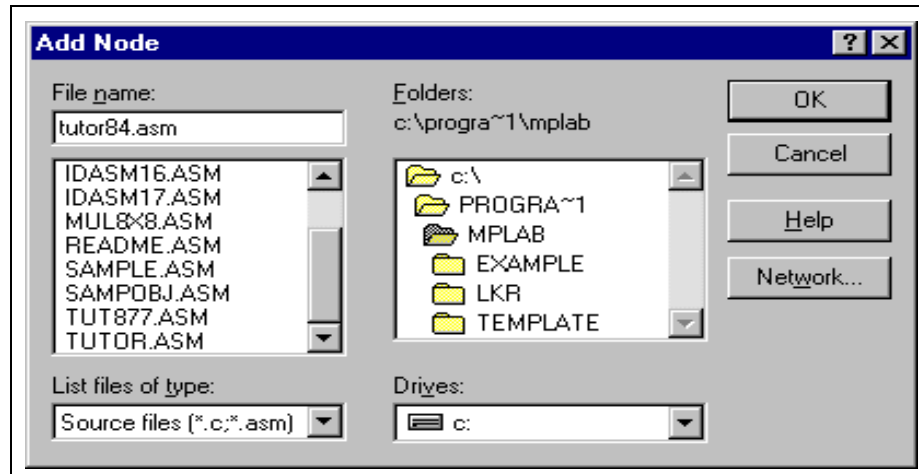 Add Node
File name:
tutor84.asm
IDASM16.ASM
IDASM17.ASM
MUL8X8.ASM
README.ASM
SAMPLE.ASM
SAMPOBJ.ASM
TUT877.ASM
TUTOR.ASM
List files of type:
Source files (*.c;*.asm)
Folders:
c:\progra~1\mplab
c:\
PROGRA~1
MPLAB
EXAMPLE
LKR
TEMPLATE
Drives:
c:
OK
Cancel
Help
Network...